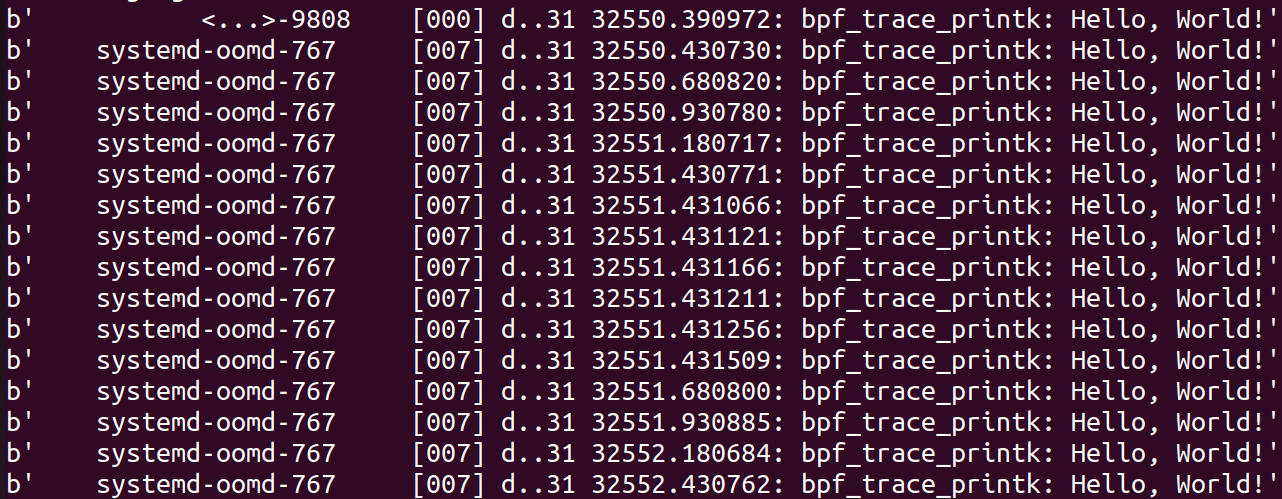 b'           <...>-9808    [000] d..31 32550.390972: bpf_trace_printk: Hello, World!'
b'    systemd-oomd-767     [007] d..31 32550.430730: bpf_trace_printk: Hello, World!'
b'    systemd-oomd-767     [007] d..31 32550.680820: bpf_trace_printk: Hello, World!'
b'    systemd-oomd-767     [007] d..31 32550.930780: bpf_trace_printk: Hello, World!'
b'    systemd-oomd-767     [007] d..31 32551.180717: bpf_trace_printk: Hello, World!'
b'    systemd-oomd-767     [007] d..31 32551.430771: bpf_trace_printk: Hello, World!'
b'    systemd-oomd-767     [007] d..31 32551.431066: bpf_trace_printk: Hello, World!'
b'    systemd-oomd-767     [007] d..31 32551.431121: bpf_trace_printk: Hello, World!'
b'    systemd-oomd-767     [007] d..31 32551.431166: bpf_trace_printk: Hello, World!'
b'    systemd-oomd-767     [007] d..31 32551.431211: bpf_trace_printk: Hello, World!'
b'    systemd-oomd-767     [007] d..31 32551.431256: bpf_trace_printk: Hello, World!'
b'    systemd-oomd-767     [007] d..31 32551.431509: bpf_trace_printk: Hello, World!'
b'    systemd-oomd-767     [007] d..31 32551.680800: bpf_trace_printk: Hello, World!'
b'    systemd-oomd-767     [007] d..31 32551.930885: bpf_trace_printk: Hello, World!'
b'    systemd-oomd-767     [007] d..31 32552.180684: bpf_trace_printk: Hello, World!'
b'    systemd-oomd-767     [007] d..31 32552.430762: bpf_trace_printk: Hello, World!'